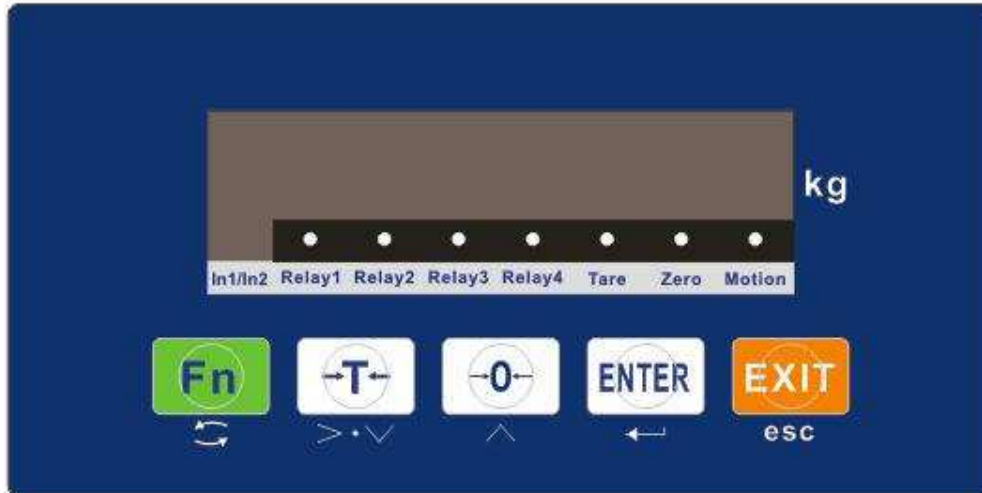 kg
In1/In2 Relay1 Relay2 Relay3 Relay4 Tare Zero Motion
Fn →T← →0← ENTER EXIT
esc